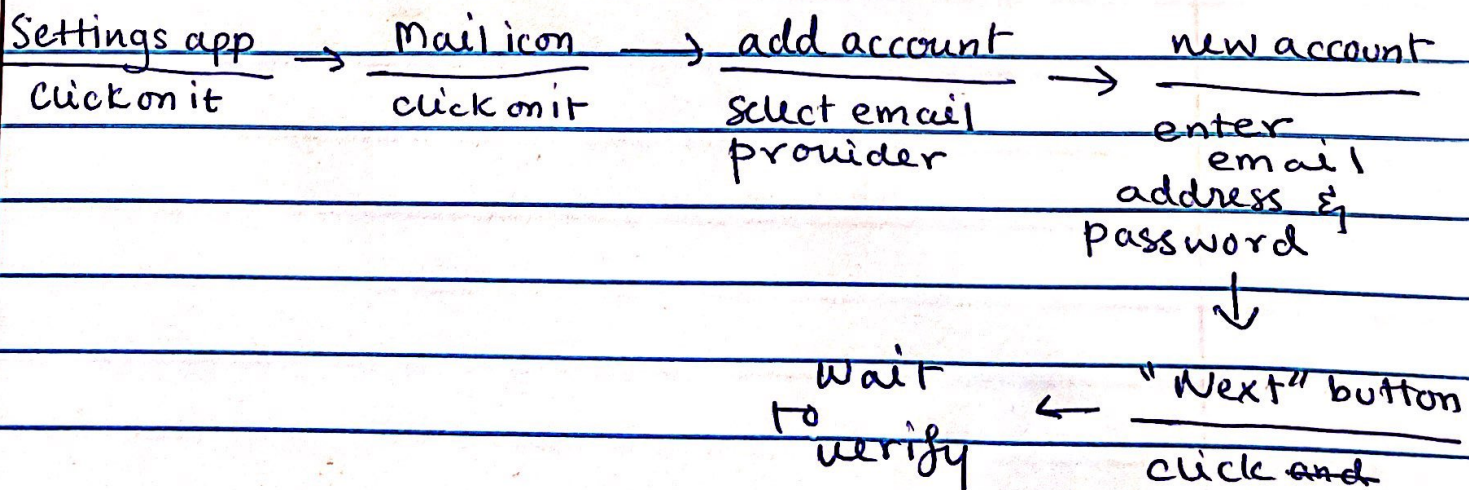 Settings app → Mail icon → add account → new account
Click on it click on it select email enter
provider email
address &
password
↓
Wait ← "Next" button
to
verify click and